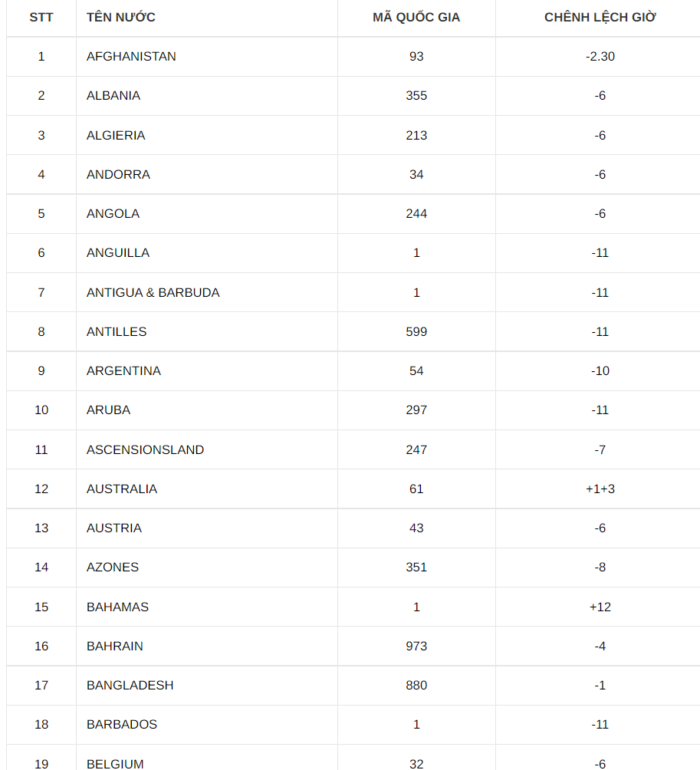 STT TÊN NƯỚC MÃ QUỐC GIA CHÊNH LỆCH GIỜ
1 AFGHANISTAN 93 -2.30
2 ALBANIA 355 -6
3 ALGIERIA 213 -6
4 ANDORRA 34 -6
5 ANGOLA 244 -6
6 ANGUILLA 1 -11
7 ANTIGUA & BARBUDA 1 -11
8 ANTILLES 599 -11
9 ARGENTINA 54 -10
10 ARUBA 297 -11
11 ASCENSIONSLAND 247 -7
12 AUSTRALIA 61 +1+3
13 AUSTRIA 43 -6
14 AZONES 351 -8
15 BAHAMAS 1 +12
16 BAHRAIN 973 -4
17 BANGLADESH 880 -1
18 BARBADOS 1 -11
19 BELGIUM 32 -6